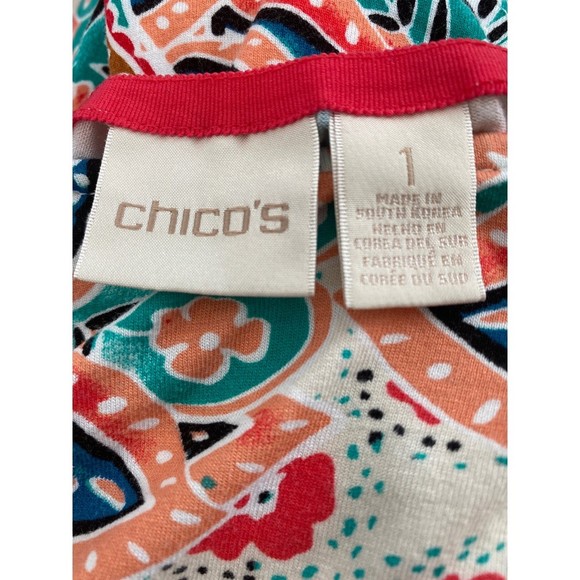 chico's
1
MADE IN
SOUTH KOREA
HECHO EN
COREA DEL SUR
FABRIQUÉ EN
CORÉE DU SUD